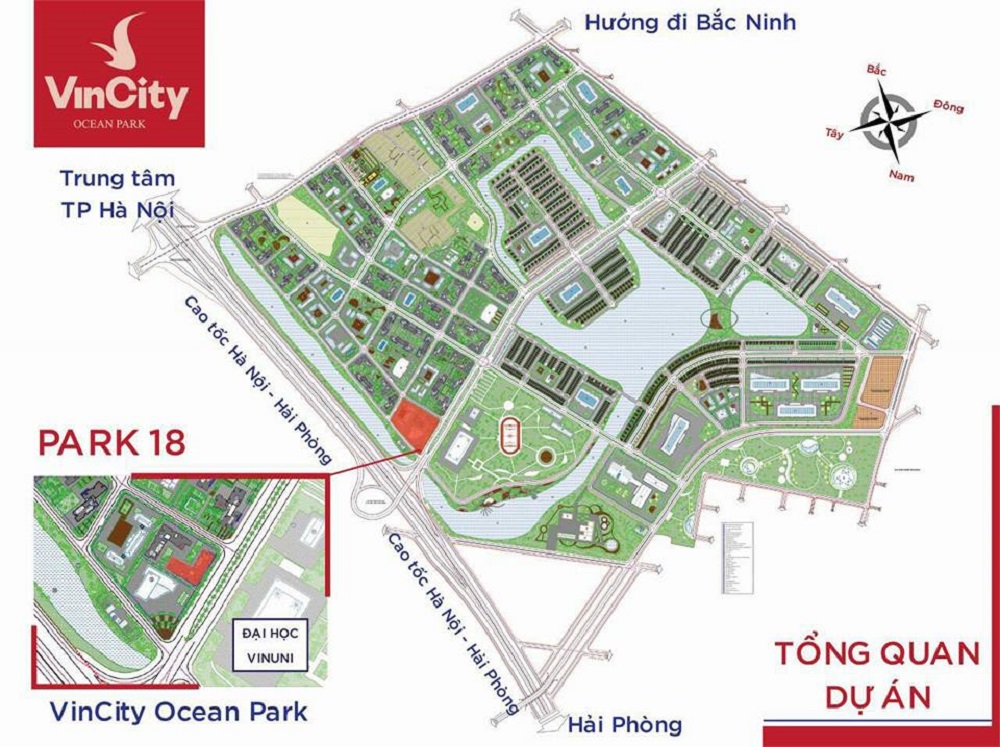 VinCity
OCEAN PARK
Hướng đi Bắc Ninh
Bắc
Đông
Tây
Nam
Trung tâm
TP Hà Nội
Cao tốc Hà Nội - Hải Phòng
PARK 18
Cao tốc Hà Nội - Hải Phòng
ĐẠI HỌC
VINUNI
VinCity Ocean Park
Hải Phòng
TỔNG QUAN
DỰ ÁN